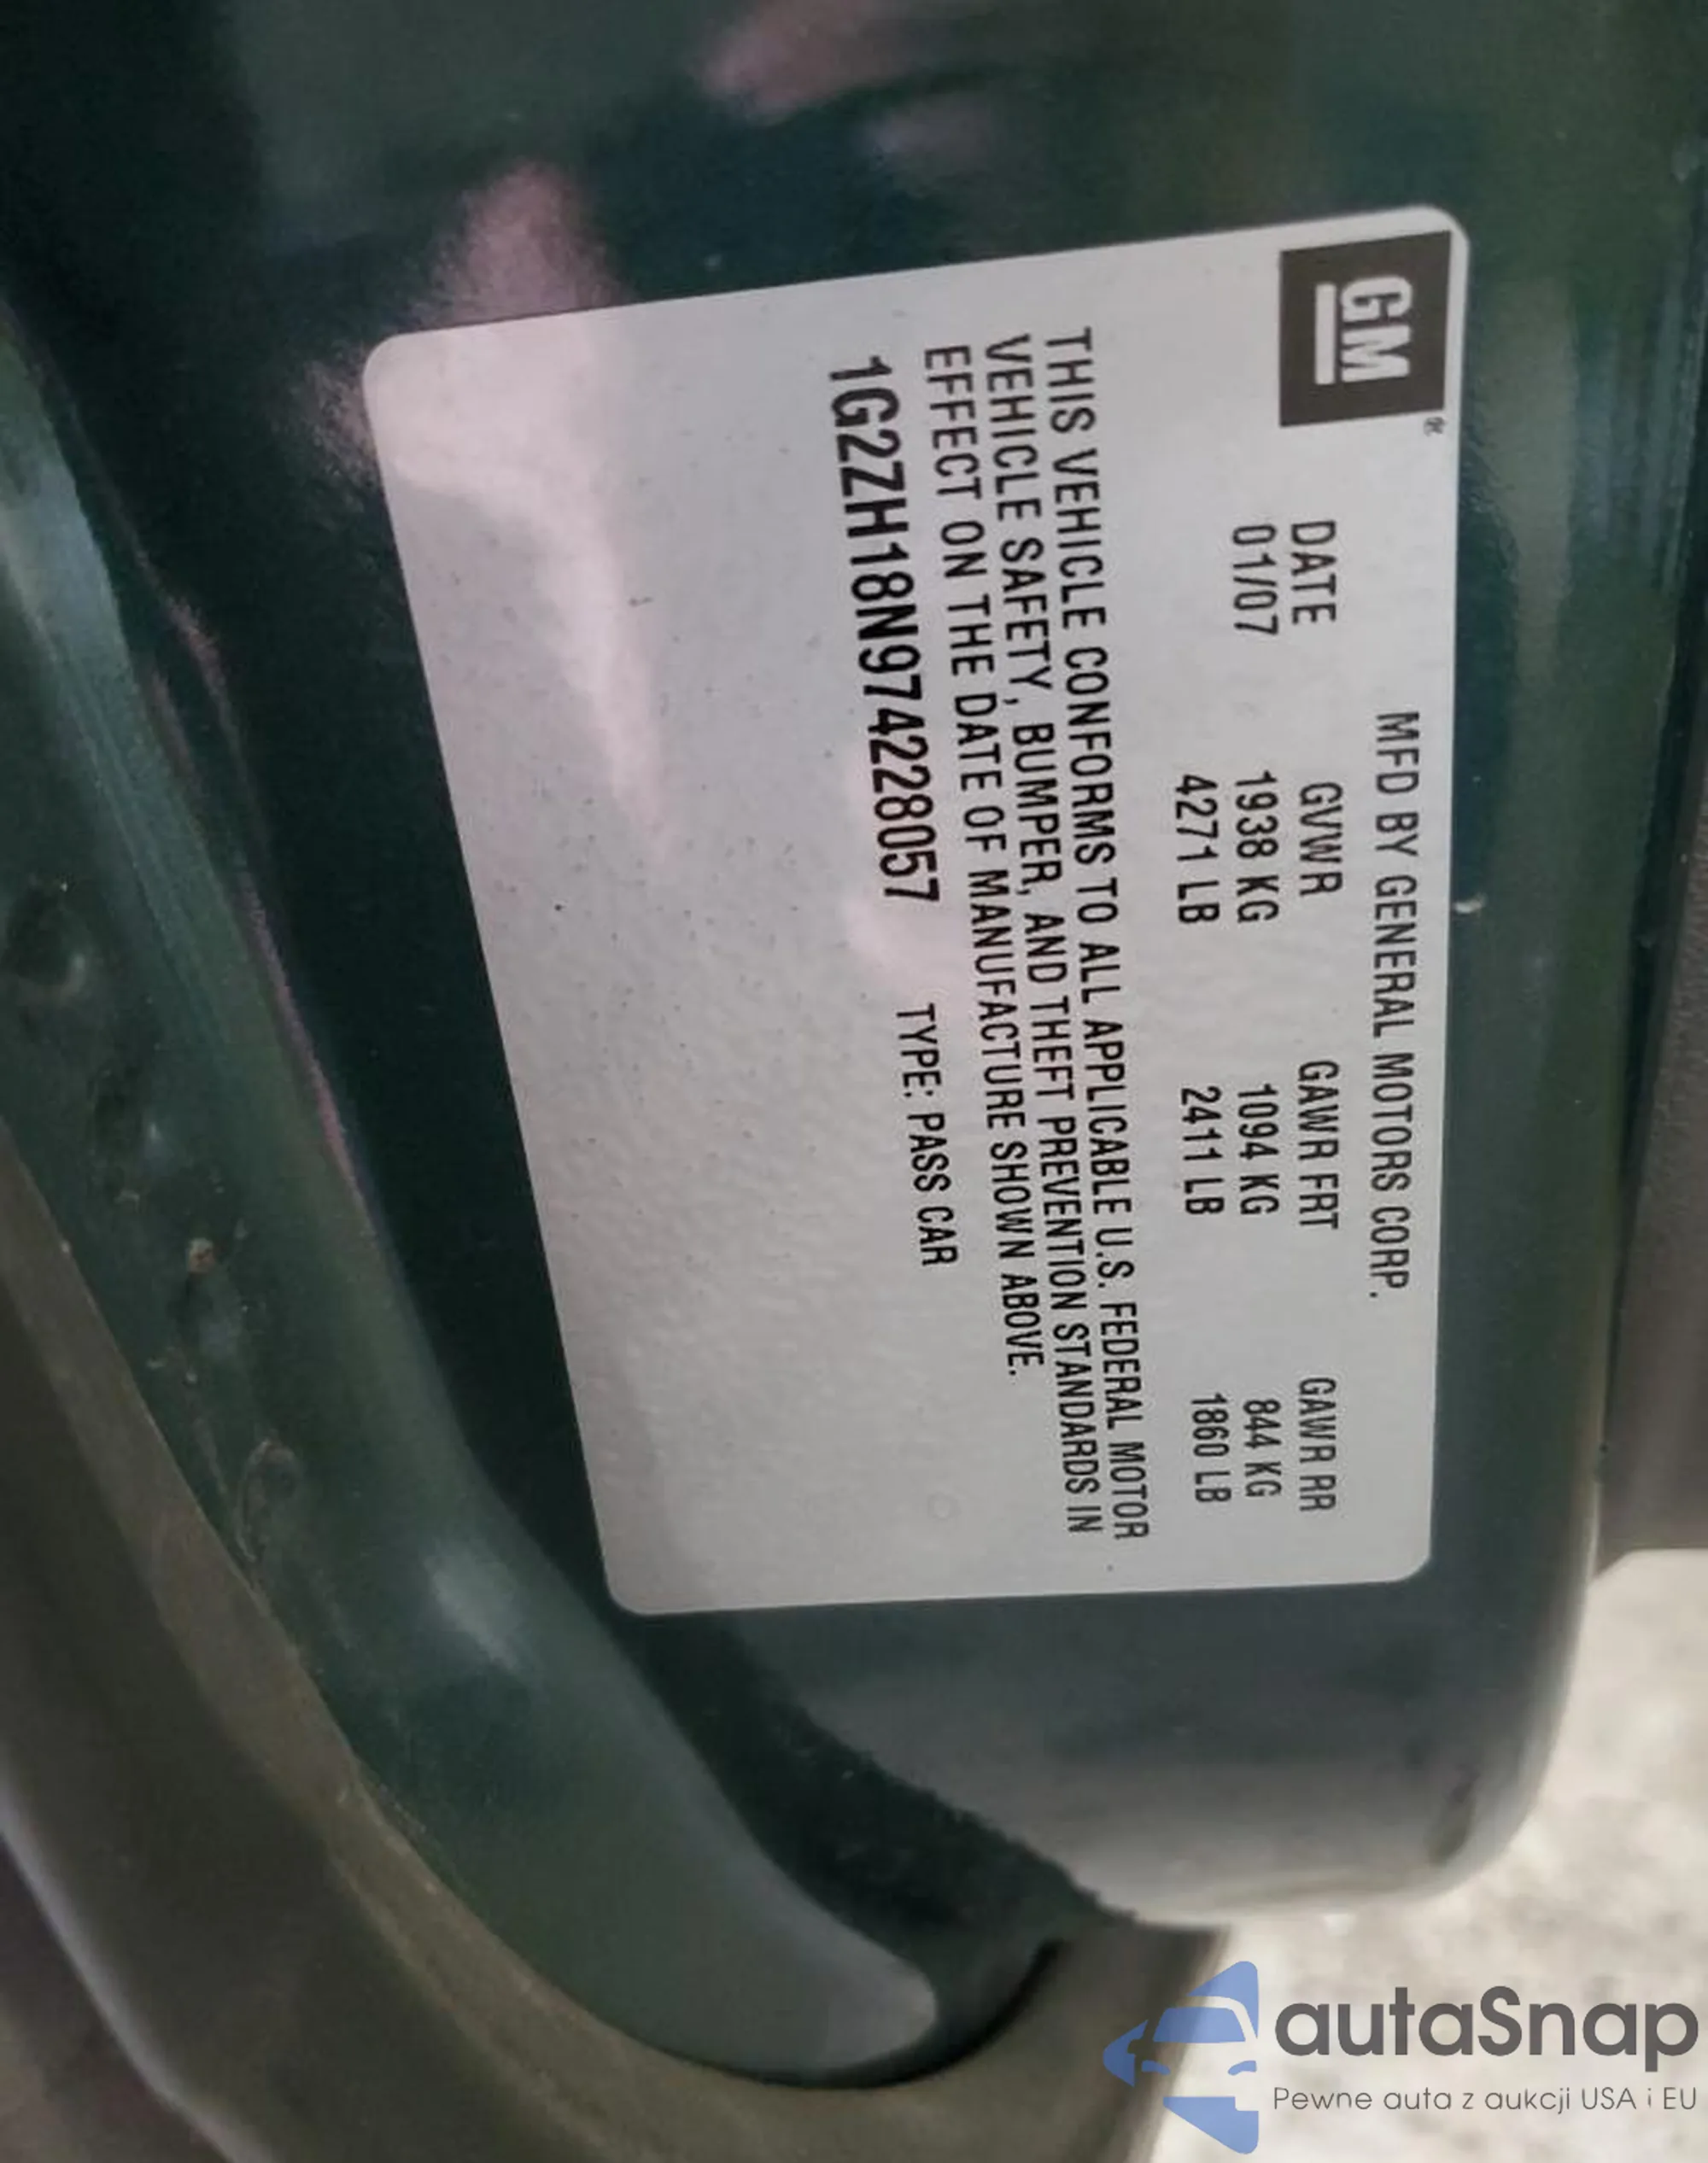 GM
®
MFD BY GENERAL MOTORS CORP.
DATE GVWR GAWR FRT GAWR RR
01/07 1938 KG 1094 KG 844 KG
4271 LB 2411 LB 1860 LB
THIS VEHICLE CONFORMS TO ALL APPLICABLE U.S. FEDERAL MOTOR
VEHICLE SAFETY, BUMPER, AND THEFT PREVENTION STANDARDS IN
EFFECT ON THE DATE OF MANUFACTURE SHOWN ABOVE.
1G2ZH18N974228057 TYPE: PASS CAR
autaSnap
Pewne auta z aukcji USA i EU